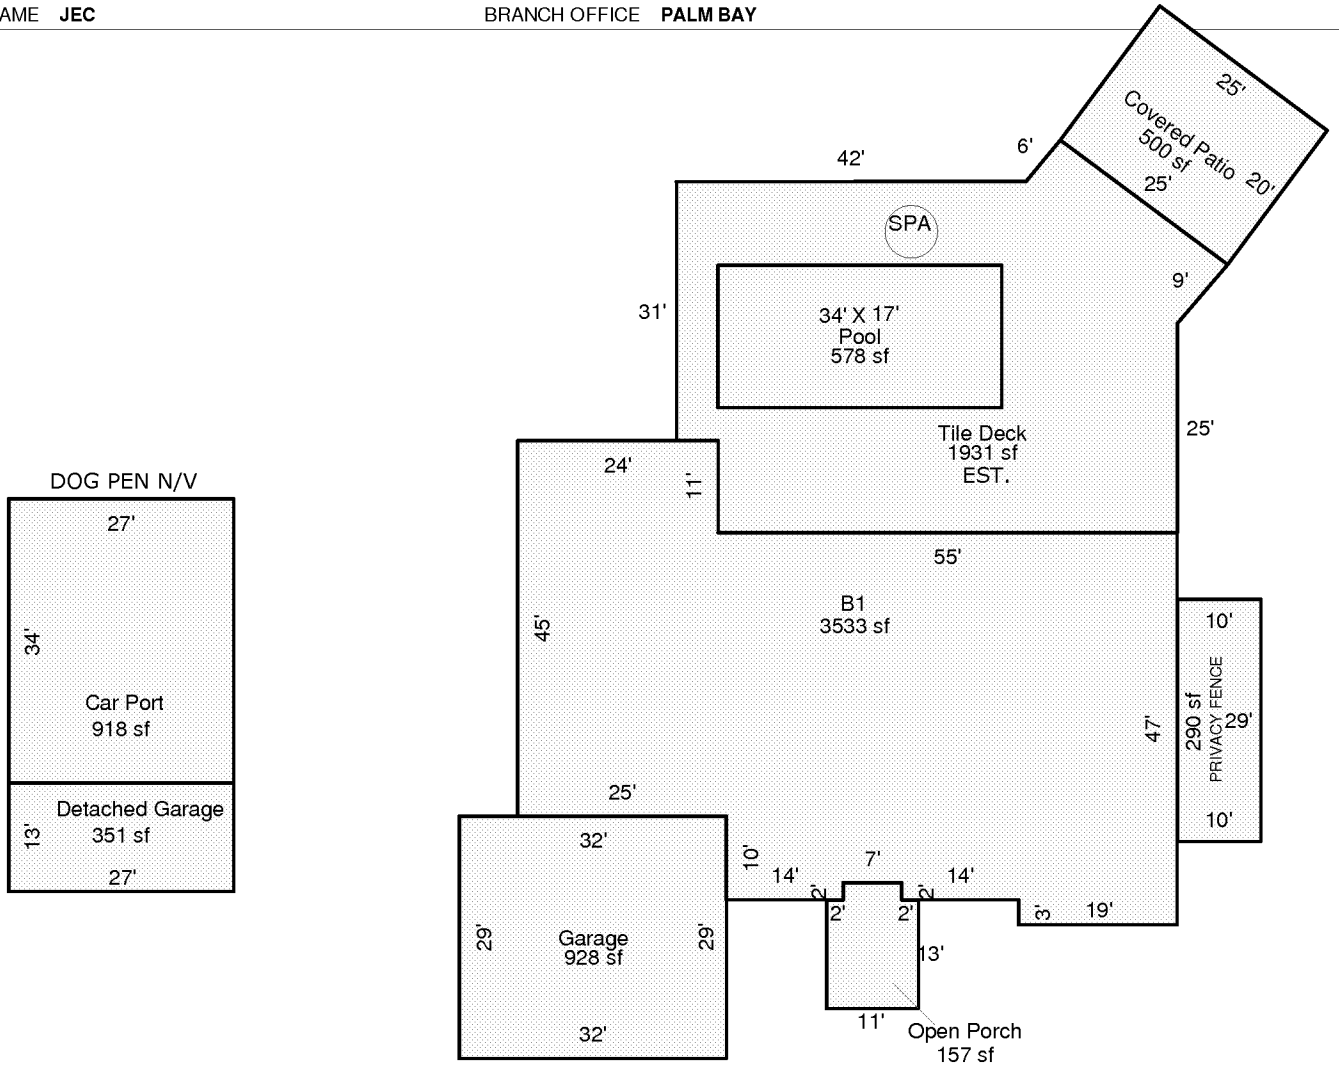 AME JEC BRANCH OFFICE PALM BAY
25'
Covered Patio
500 sf
20'
25'
6'
42'
SPA
9'
31'
34' X 17'
Pool
578 sf
25'
Tile Deck
1931 sf
EST.
24'
11'
DOG PEN N/V
27'
34'
Car Port
918 sf
Detached Garage
351 sf
13'
27'
55'
B1
3533 sf
45'
10'
290 sf
PRIVACY FENCE
29'
10'
47'
25'
32'
10'
14'
7'
14'
2'
2'
2'
2'
3'
19'
29'
Garage
928 sf
29'
32'
13'
11'
Open Porch
157 sf